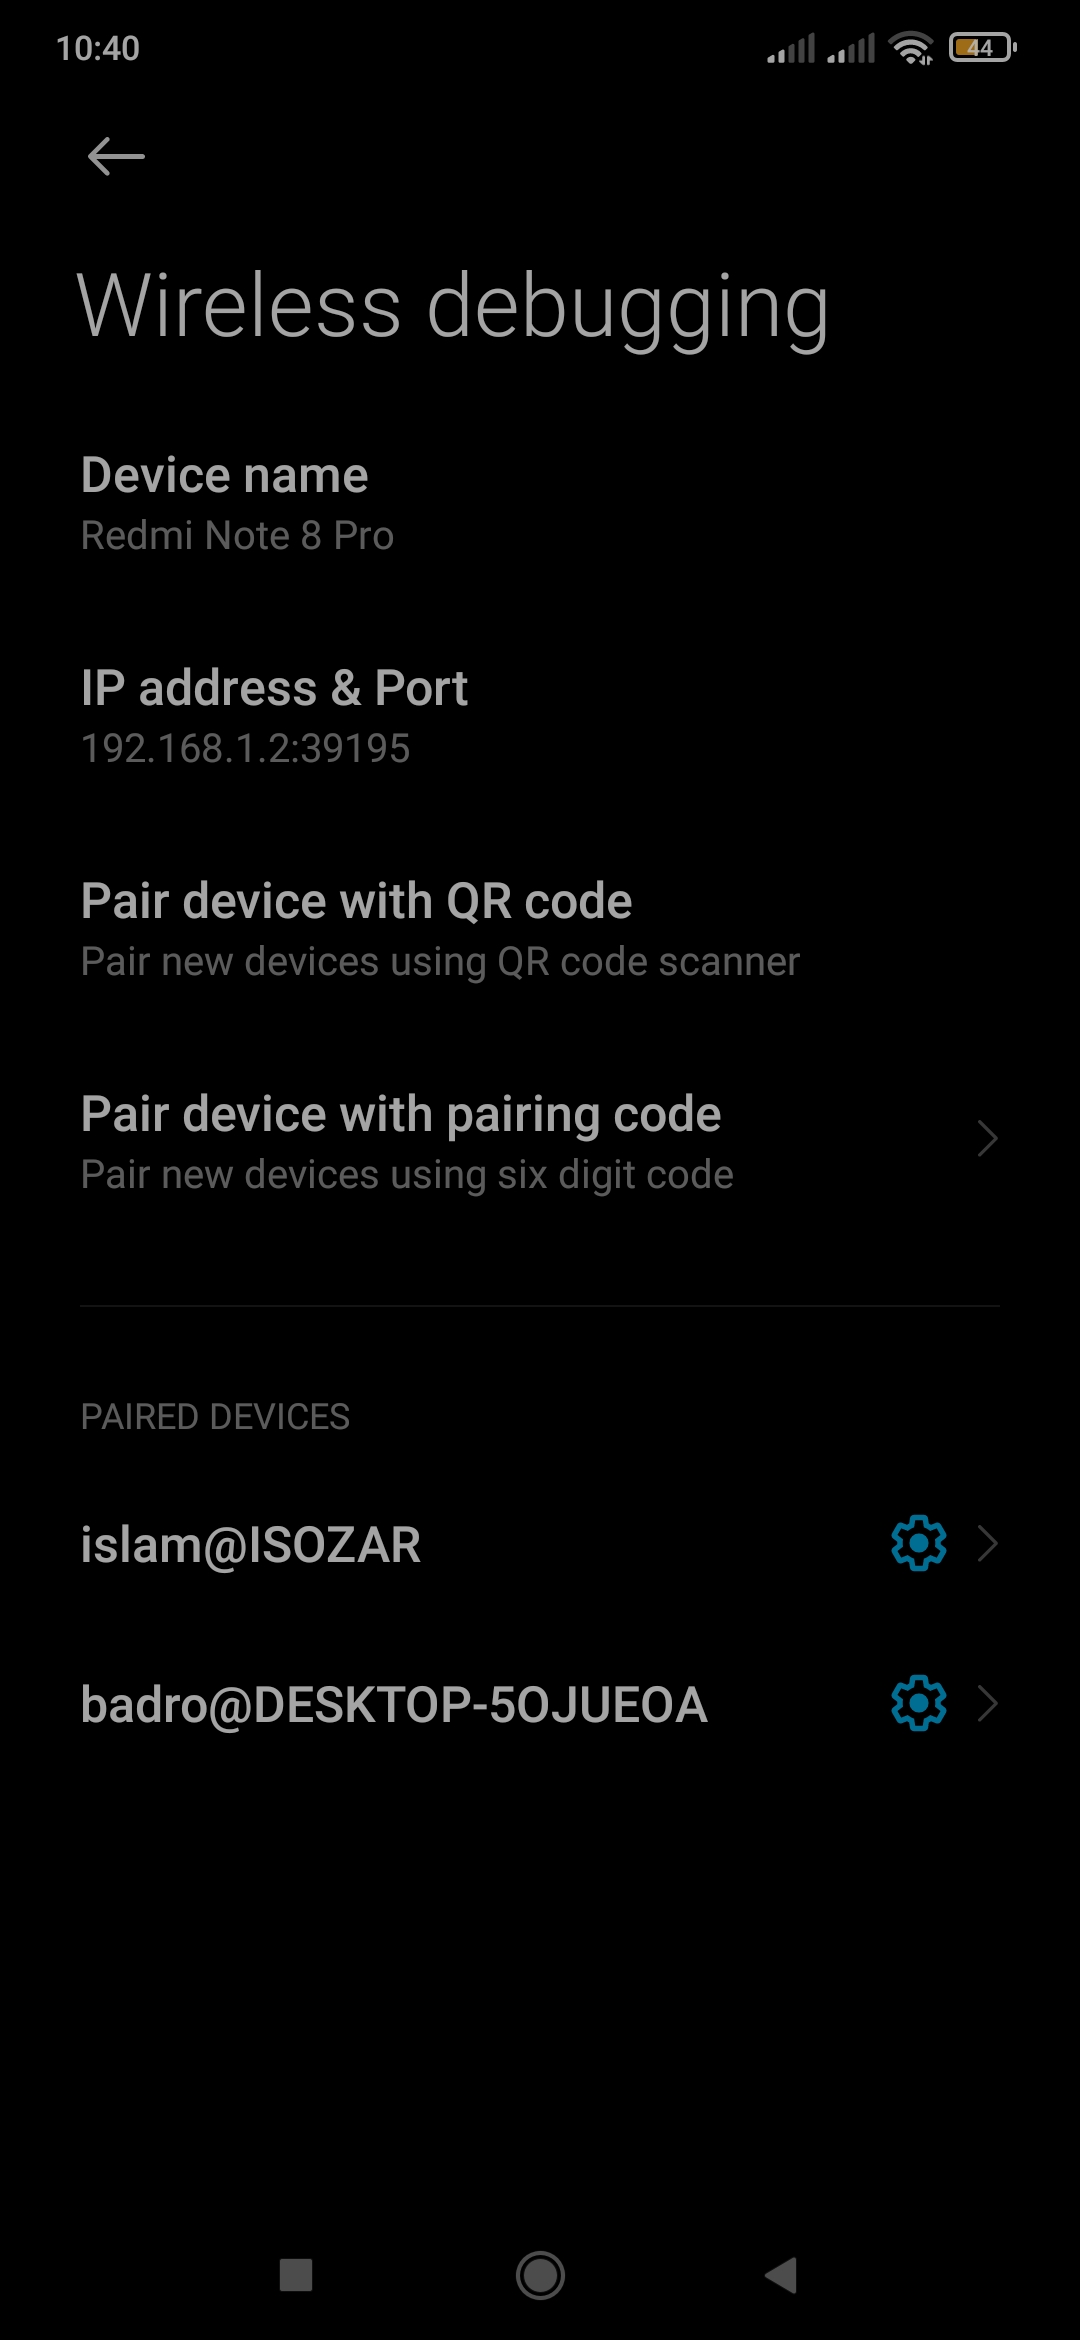 10:40
44
Wireless debugging
Device name
Redmi Note 8 Pro
IP address & Port
192.168.1.2:39195
Pair device with QR code
Pair new devices using QR code scanner
Pair device with pairing code
Pair new devices using six digit code
PAIRED DEVICES
islam@ISOZAR
badro@DESKTOP-5OJUEOA